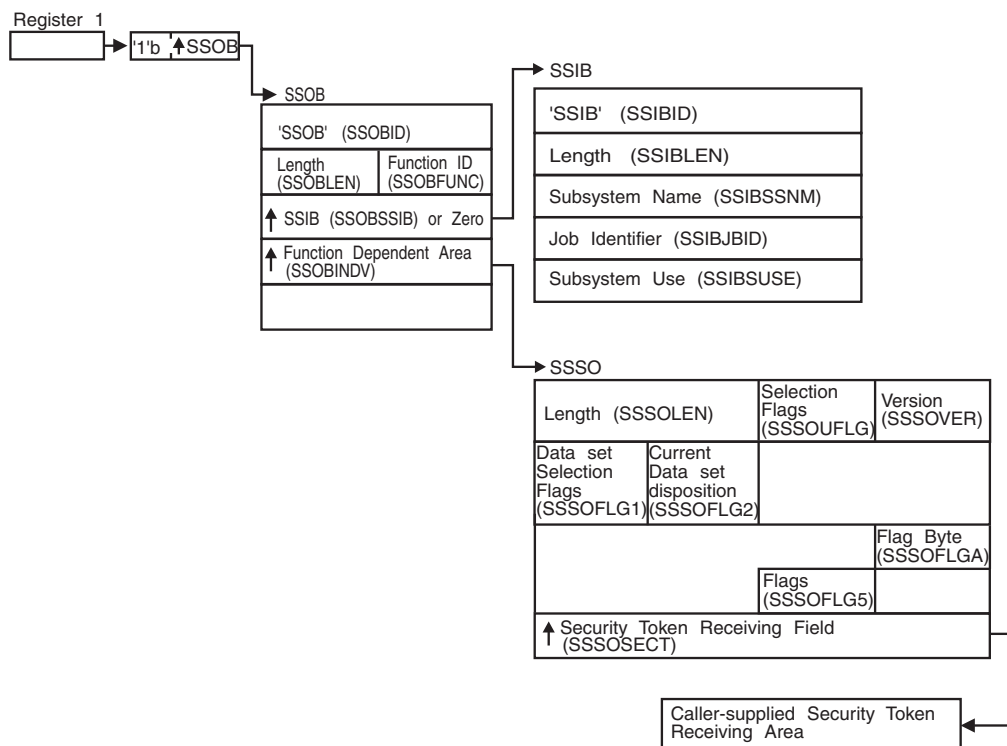 Register 1
'1'b ↑SSOB
SSOB
'SSOB' (SSOBID)
Length
(SSOBLEN)
Function ID
(SSOBFUNC)
↑ SSIB (SSOBSSIB) or Zero
↑ Function Dependent Area
(SSOBINDV)
SSIB
'SSIB' (SSIBID)
Length (SSIBLEN)
Subsystem Name (SSIBSSNM)
Job Identifier (SSIBJBID)
Subsystem Use (SSIBSUSE)
SSSO
Length (SSSOLEN)
Selection
Flags
(SSSOUFLG)
Version
(SSSOVER)
Data set
Selection
Flags
(SSSOFLG1)
Current
Data set
disposition
(SSSOFLG2)
Flag Byte
(SSSOFLGA)
Flags
(SSSOFLG5)
↑ Security Token Receiving Field
(SSSOSECT)
Caller-supplied Security Token
Receiving Area